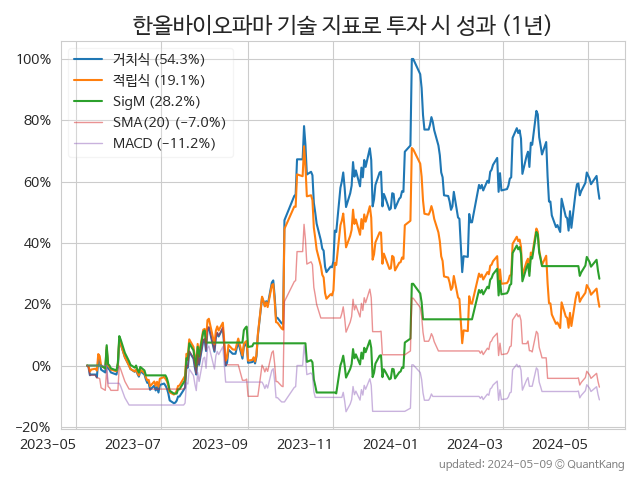 한올바이오파마 기술 지표로 투자 시 성과 (1년)
거치식 (54.3%)
적립식 (19.1%)
SigM (28.2%)
SMA(20) (−7.0%)
MACD (−11.2%)
100%
80%
60%
40%
20%
0%
−20%
2023−05
2023−07
2023−09
2023−11
2024−01
2024−03
2024−05
updated: 2024−05−09 © QuantKang